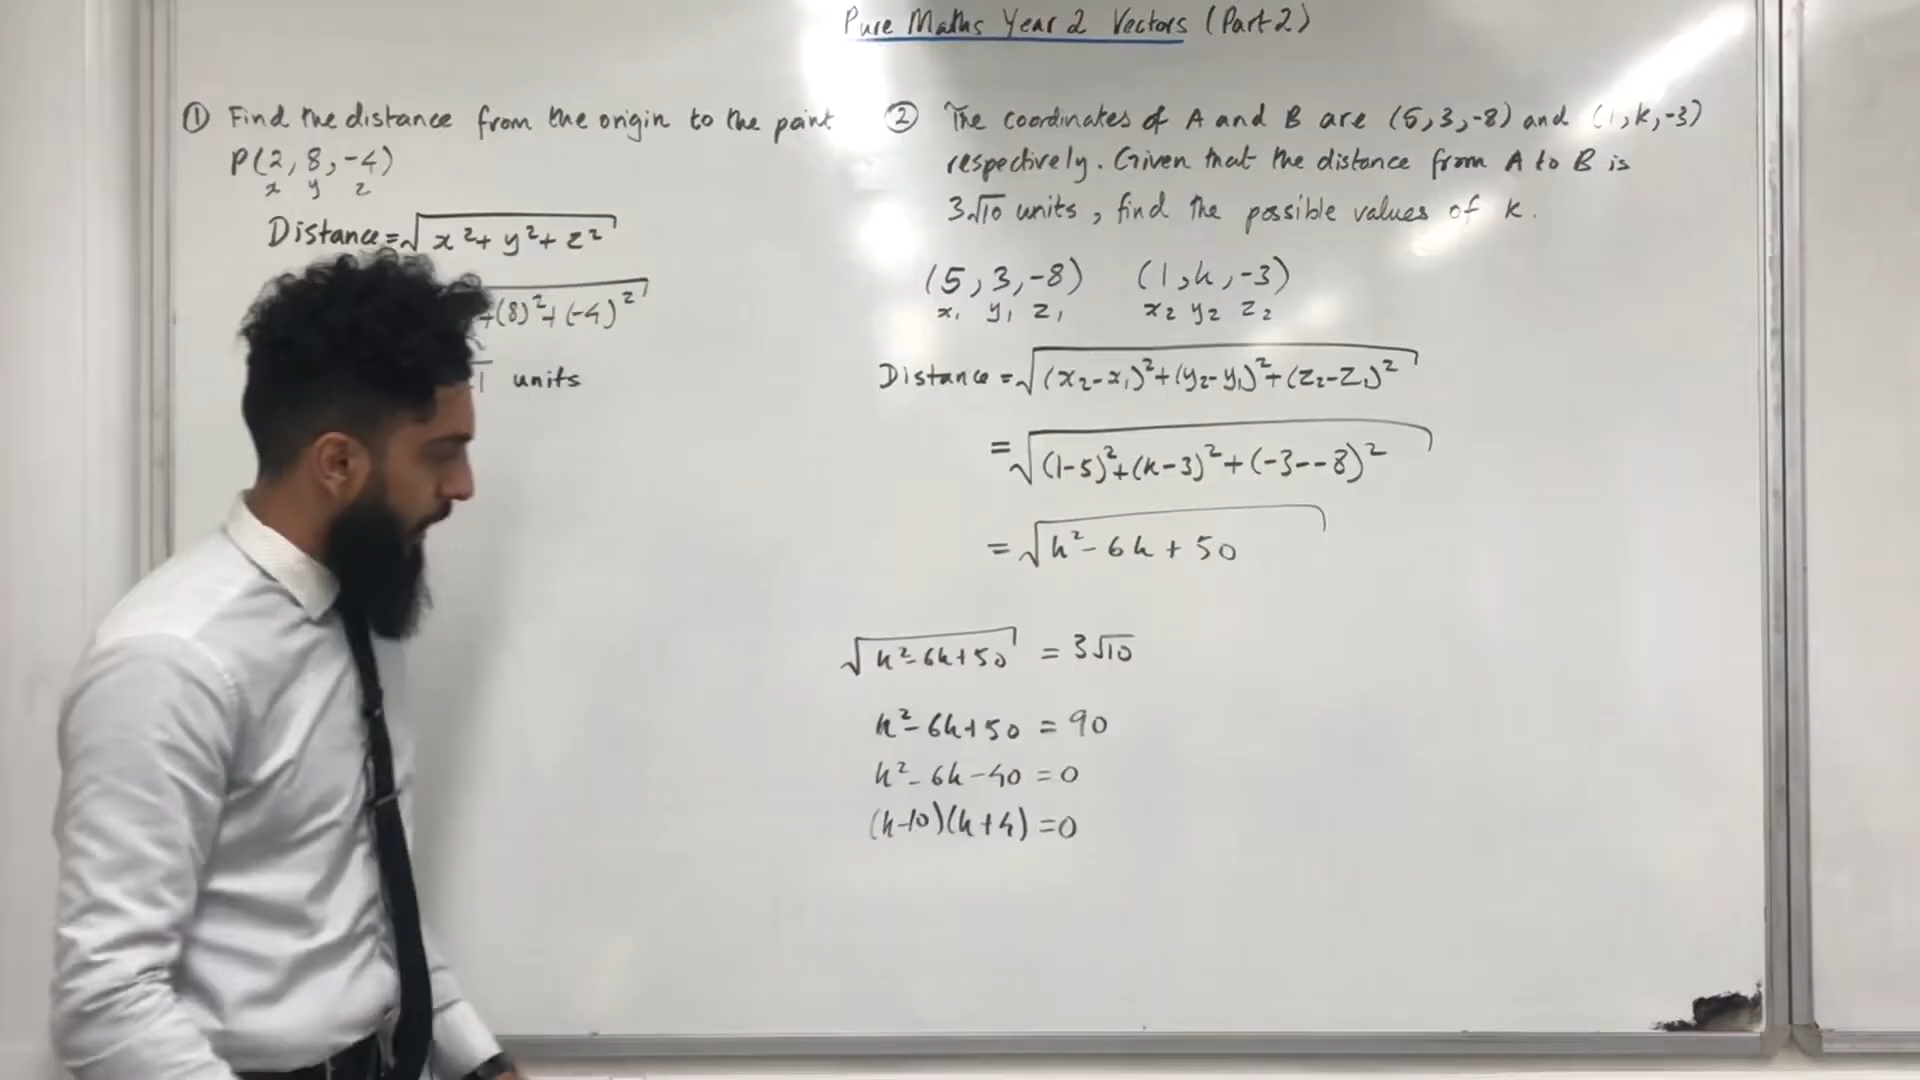 Pure Maths Year 2 Vectors (Part 2)
① Find the distance from the origin to the point
P(2, 8, -4)
x y z
Distance = √x² + y² + z²
+(8)² + (-4)²
units
② The coordinates of A and B are (5, 3, -8) and (1, k, -3)
respectively. Given that the distance from A to B is
3√10 units, find the possible values of k.
(5, 3, -8) (1, k, -3)
x₁ y₁ z₁ x₂ y₂ z₂
Distance = √(x₂-x₁)² + (y₂-y₁)² + (z₂-z₁)²
= √(1-5)² + (k-3)² + (-3--8)²
= √k² - 6k + 50
√k² - 6k + 50 = 3√10
k² - 6k + 50 = 90
k² - 6k - 40 = 0
(k-10)(k+4) = 0